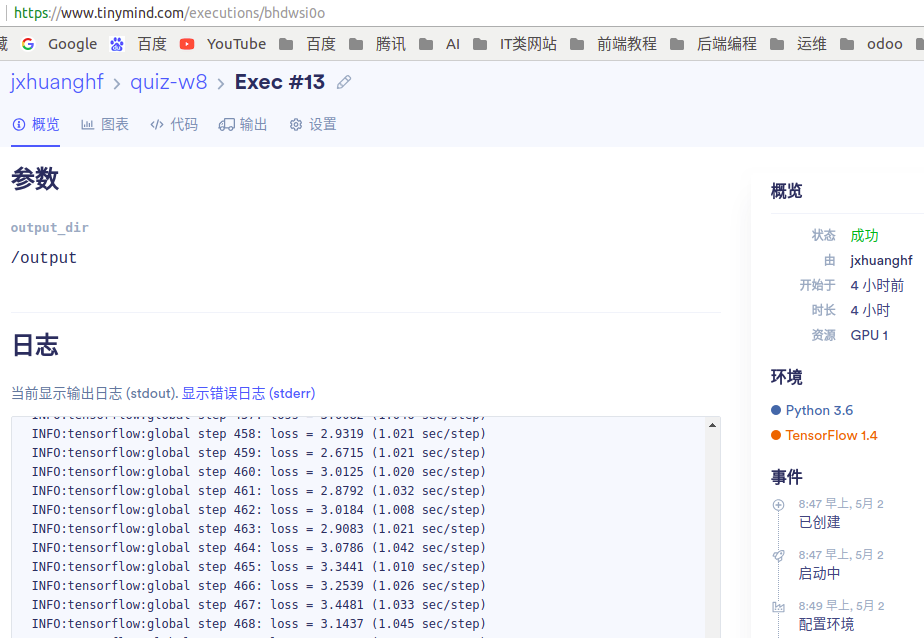 https://www.tinymind.com/executions/bhdwsi0o
藏 Google 百度 YouTube 百度 腾讯 AI IT类网站 前端教程 后端编程 运维 odoo
jxhuanghf › quiz-w8 › Exec #13
概览 图表 代码 输出 设置
参数
output_dir
/output
日志
当前显示输出日志 (stdout). 显示错误日志 (stderr)
INFO:tensorflow:global step 458: loss = 2.9319 (1.021 sec/step)
INFO:tensorflow:global step 459: loss = 2.6715 (1.021 sec/step)
INFO:tensorflow:global step 460: loss = 3.0125 (1.020 sec/step)
INFO:tensorflow:global step 461: loss = 2.8792 (1.032 sec/step)
INFO:tensorflow:global step 462: loss = 3.0184 (1.008 sec/step)
INFO:tensorflow:global step 463: loss = 2.9083 (1.021 sec/step)
INFO:tensorflow:global step 464: loss = 3.0786 (1.042 sec/step)
INFO:tensorflow:global step 465: loss = 3.3441 (1.010 sec/step)
INFO:tensorflow:global step 466: loss = 3.2539 (1.026 sec/step)
INFO:tensorflow:global step 467: loss = 3.4481 (1.033 sec/step)
INFO:tensorflow:global step 468: loss = 3.1437 (1.045 sec/step)
概览
状态 成功
由 jxhuanghf
开始于 4 小时前
时长 4 小时
资源 GPU 1
环境
Python 3.6
TensorFlow 1.4
事件
8:47 早上, 5月 2
已创建
8:47 早上, 5月 2
启动中
8:49 早上, 5月 2
配置环境